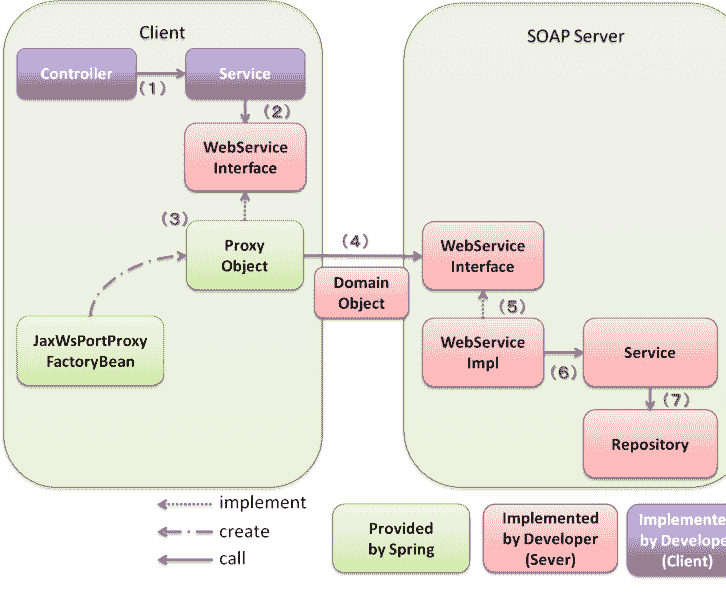 Client
SOAP Server
Controller
(1)
Service
(2)
WebService
Interface
(3)
Proxy
Object
(4)
WebService
Interface
Domain
Object
(5)
JaxWsPortProxy
FactoryBean
WebService
Impl
(6)
Service
(7)
Repository
implement
create
call
Provided
by Spring
Implemented
by Developer
(Sever)
Implemente
by Develope
(Client)